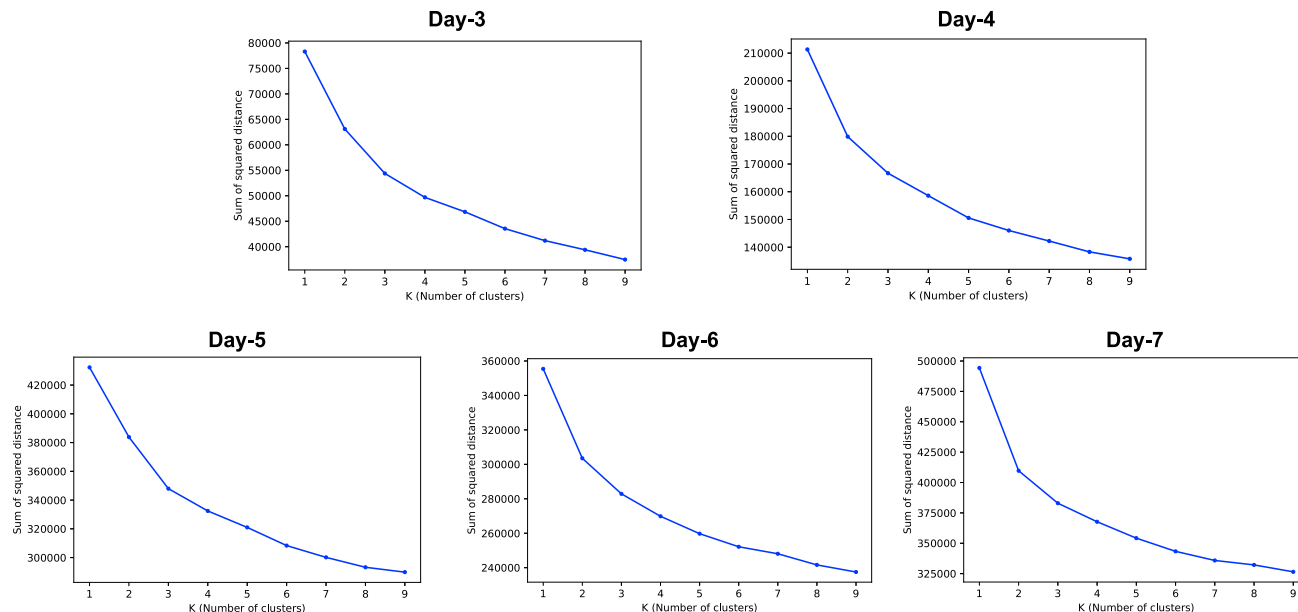 Day-3
Sum of squared distance
80000
75000
70000
65000
60000
55000
50000
45000
40000
1 2 3 4 5 6 7 8 9
K (Number of clusters)
Day-4
Sum of squared distance
210000
200000
190000
180000
170000
160000
150000
140000
1 2 3 4 5 6 7 8 9
K (Number of clusters)
Day-5
Sum of squared distance
420000
400000
380000
360000
340000
320000
300000
1 2 3 4 5 6 7 8 9
K (Number of clusters)
Day-6
Sum of squared distance
360000
340000
320000
300000
280000
260000
240000
1 2 3 4 5 6 7 8 9
K (Number of clusters)
Day-7
Sum of squared distance
500000
475000
450000
425000
400000
375000
350000
325000
1 2 3 4 5 6 7 8 9
K (Number of clusters)